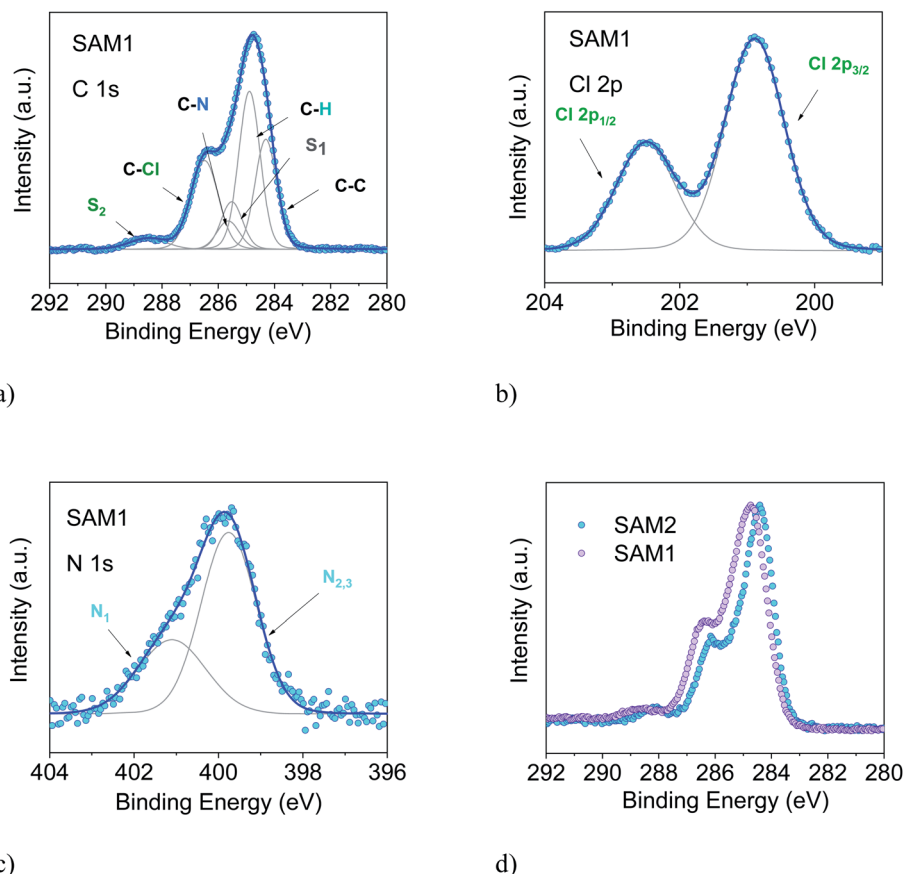 SAM1
C 1s
C-N
C-H
S1
C-Cl
C-C
S2
Intensity (a.u.)
292 290 288 286 284 282 280
Binding Energy (eV)
a)
SAM1
Cl 2p
Cl 2p3/2
Cl 2p1/2
Intensity (a.u.)
204 202 200
Binding Energy (eV)
b)
SAM1
N 1s
N2,3
N1
Intensity (a.u.)
404 402 400 398 396
Binding Energy (eV)
c)
SAM2
SAM1
Intensity (a.u.)
292 290 288 286 284 282 280
Binding Energy (eV)
d)